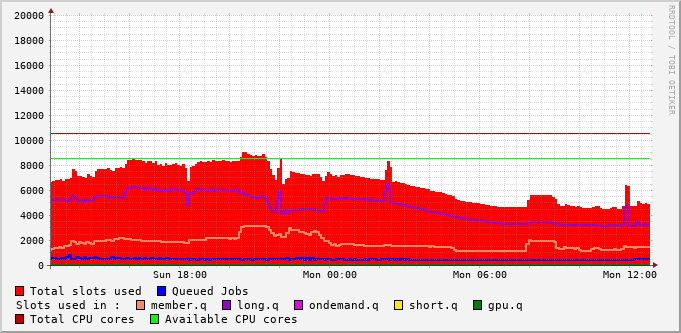 RRDTOOL / TOBI OETIKER
20000
18000
16000
14000
12000
10000
8000
6000
4000
2000
0
Sun 18:00 Mon 00:00 Mon 06:00 Mon 12:00
Total slots used Queued Jobs
Slots used in : member.q long.q ondemand.q short.q gpu.q
Total CPU cores Available CPU cores